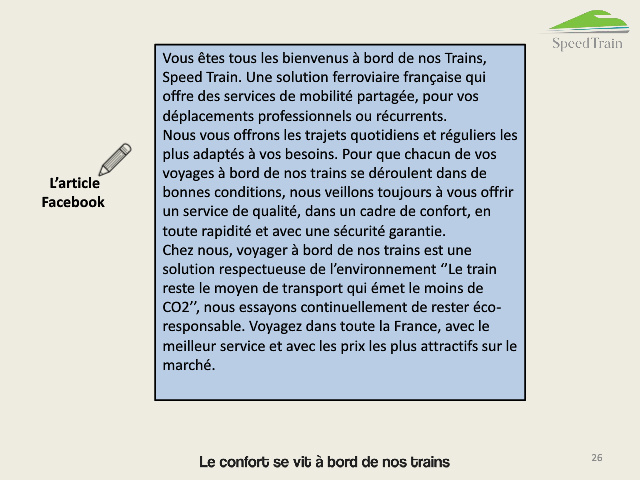 SpeedTrain
Vous êtes tous les bienvenus à bord de nos Trains,
Speed Train. Une solution ferroviaire française qui
offre des services de mobilité partagée, pour vos
déplacements professionnels ou récurrents.
Nous vous offrons les trajets quotidiens et réguliers les
plus adaptés à vos besoins. Pour que chacun de vos
voyages à bord de nos trains se déroulent dans de
bonnes conditions, nous veillons toujours à vous offrir
un service de qualité, dans un cadre de confort, en
toute rapidité et avec une sécurité garantie.
Chez nous, voyager à bord de nos trains est une
solution respectueuse de l’environnement ‘’Le train
reste le moyen de transport qui émet le moins de
CO2’’, nous essayons continuellement de rester éco-
responsable. Voyagez dans toute la France, avec le
meilleur service et avec les prix les plus attractifs sur le
marché.
L’article
Facebook
Le confort se vit à bord de nos trains
26